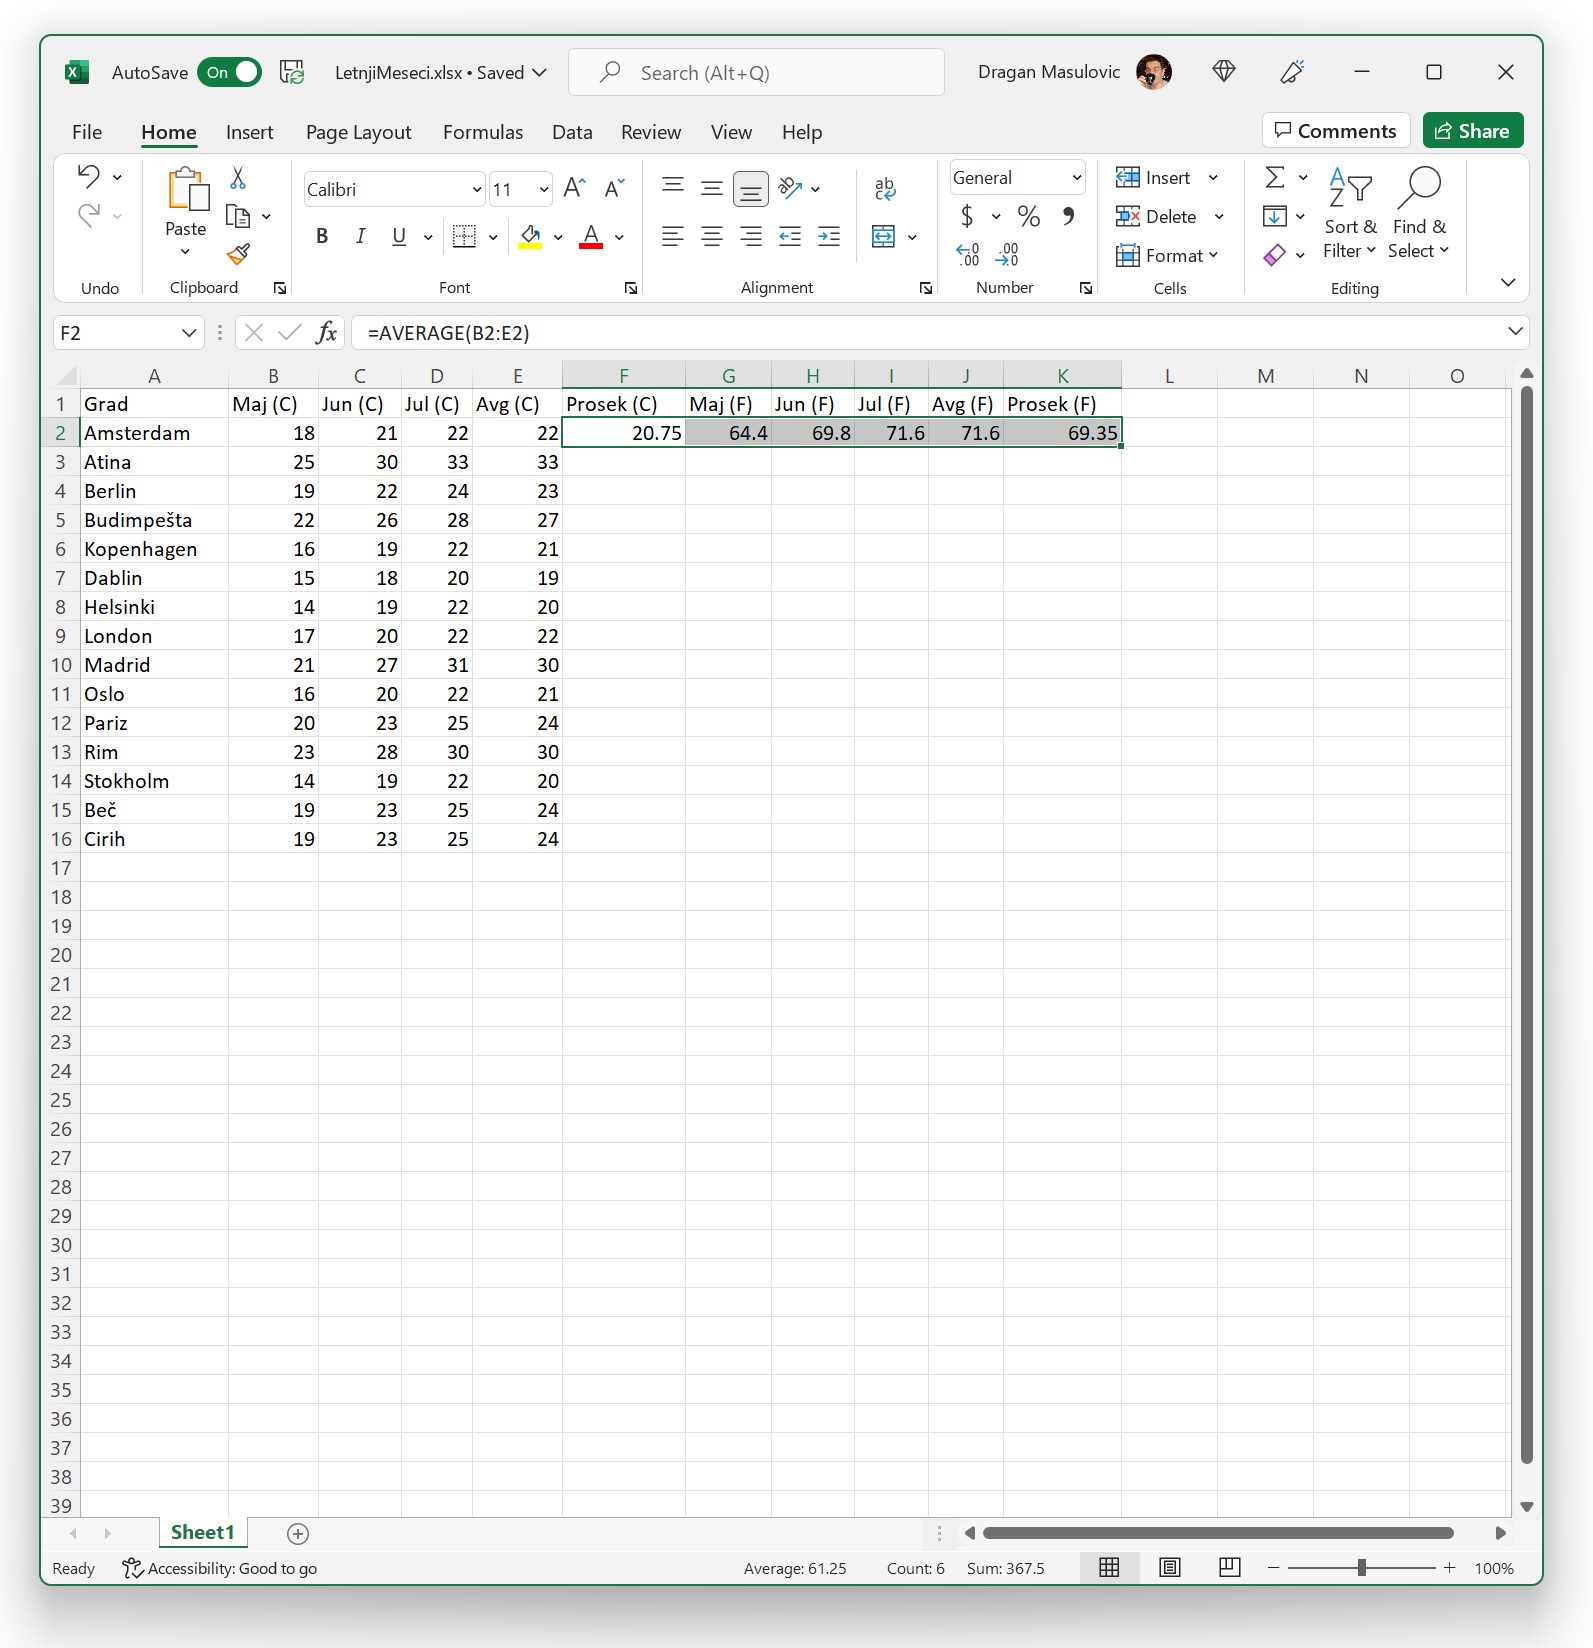 AutoSave On LetnjiMeseci.xlsx • Saved Search (Alt+Q) Dragan Masulovic
File Home Insert Page Layout Formulas Data Review View Help Comments Share
Calibri 11 ab General Insert
Paste $ % Delete Sort & Find &
B I U A Format Filter Select
Undo Clipboard Font Alignment Number Cells Editing
F2 fx =AVERAGE(B2:E2)
A B C D E F G H I J K L M N O
1 Grad Maj (C) Jun (C) Jul (C) Avg (C) Prosek (C) Maj (F) Jun (F) Jul (F) Avg (F) Prosek (F)
2 Amsterdam 18 21 22 22 20.75 64.4 69.8 71.6 71.6 69.35
3 Atina 25 30 33 33
4 Berlin 19 22 24 23
5 Budimpešta 22 26 28 27
6 Kopenhagen 16 19 22 21
7 Dablin 15 18 20 19
8 Helsinki 14 19 22 20
9 London 17 20 22 22
10 Madrid 21 27 31 30
11 Oslo 16 20 22 21
12 Pariz 20 23 25 24
13 Rim 23 28 30 30
14 Stokholm 14 19 22 20
15 Beč 19 23 25 24
16 Cirih 19 23 25 24
17
18
19
20
21
22
23
24
25
26
27
28
29
30
31
32
33
34
35
36
37
38
39
Sheet1
Ready Accessibility: Good to go Average: 61.25 Count: 6 Sum: 367.5 100%